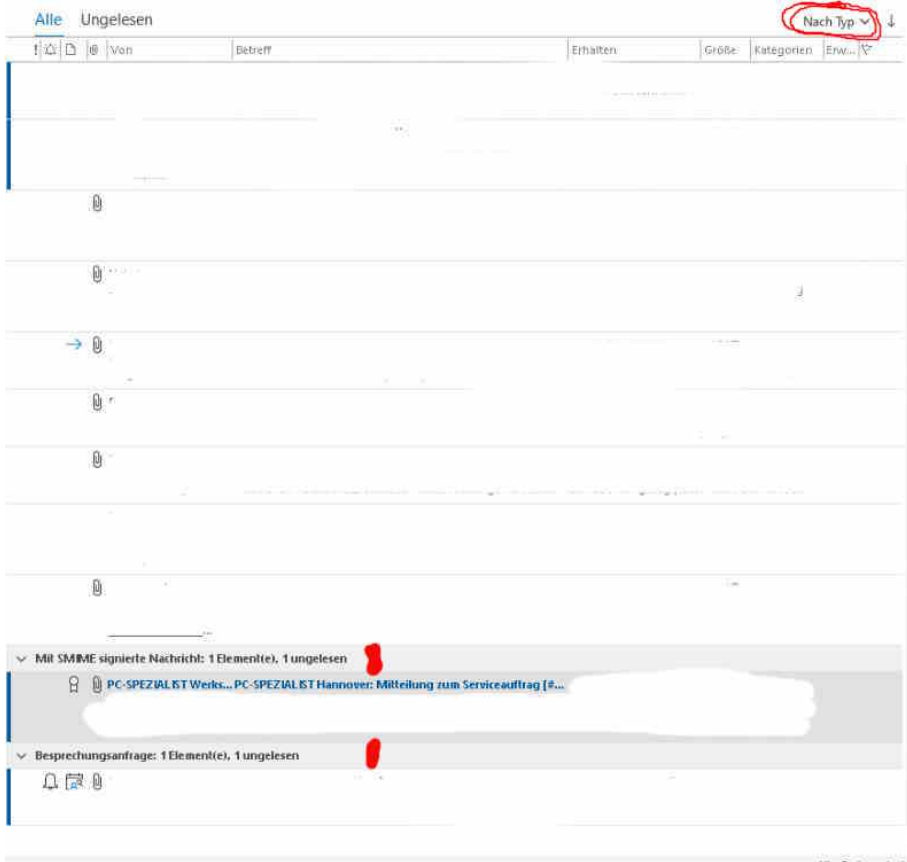 Alle Ungelesen Nach Typ
! Von Betreff Erhalten Größe Kategorien Erw...
Mit SMIME signierte Nachricht: 1 Element(e), 1 ungelesen
PC-SPEZIALIST Werks... PC-SPEZIALIST Hannover: Mitteilung zum Serviceauftrag [#...
Besprechungsanfrage: 1 Element(e), 1 ungelesen